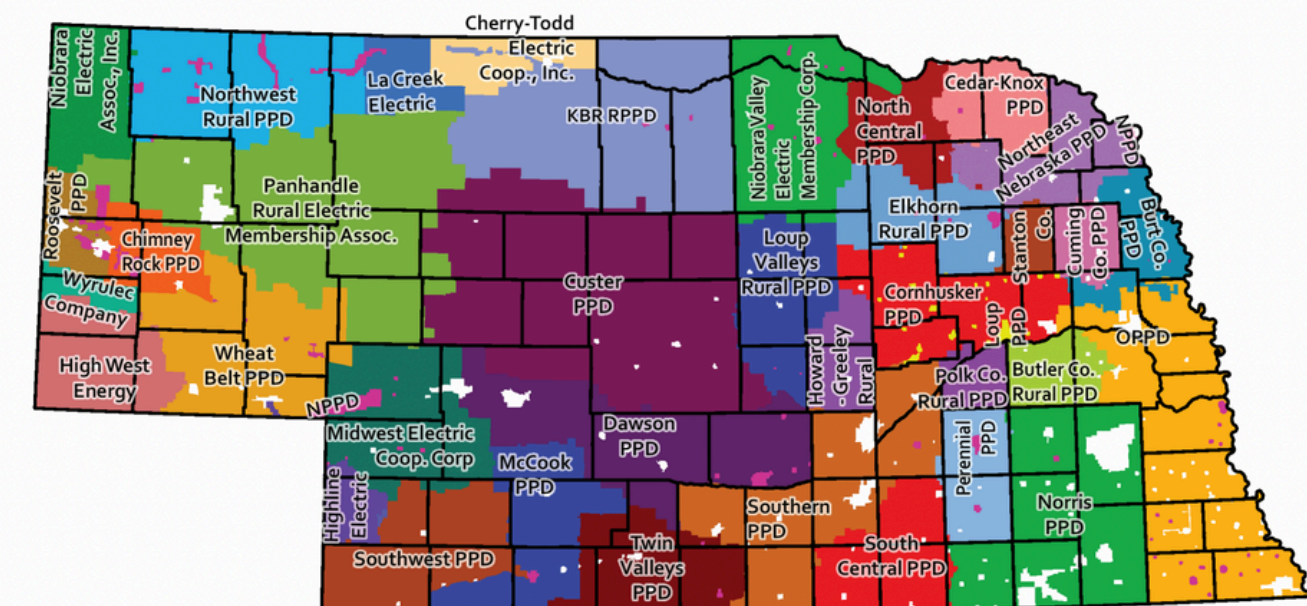 Cherry-Todd
Electric
Coop., Inc.
Niobrara
Electric
Assoc., Inc.
Northwest
Rural PPD
La Creek
Electric
KBR RPPD
Niobrara Valley
Electric
Membership Corp.
North
Central
PPD
Cedar-Knox
PPD
Northeast
Nebraska PPD
NPPD
Roosevelt
PPD
Panhandle
Rural Electric
Membership Assoc.
Chimney
Rock PPD
Wyrulec
Company
High West
Energy
Wheat
Belt PPD
NPPD
Custer
PPD
Loup
Valleys
Rural PPD
Elkhorn
Rural PPD
Stanton
Co.
Cuming
Co. PPD
Burt Co.
PPD
Cornhusker
PPD
Loup
PPD
OPPD
Howard
-Greeley
Rural
Polk Co.
Rural PPD
Butler Co.
Rural PPD
Midwest Electric
Coop. Corp
Dawson
PPD
McCook
PPD
Highline
Electric
Southwest PPD
Twin
Valleys
PPD
Southern
PPD
South
Central PPD
Perennial
PPD
Norris
PPD